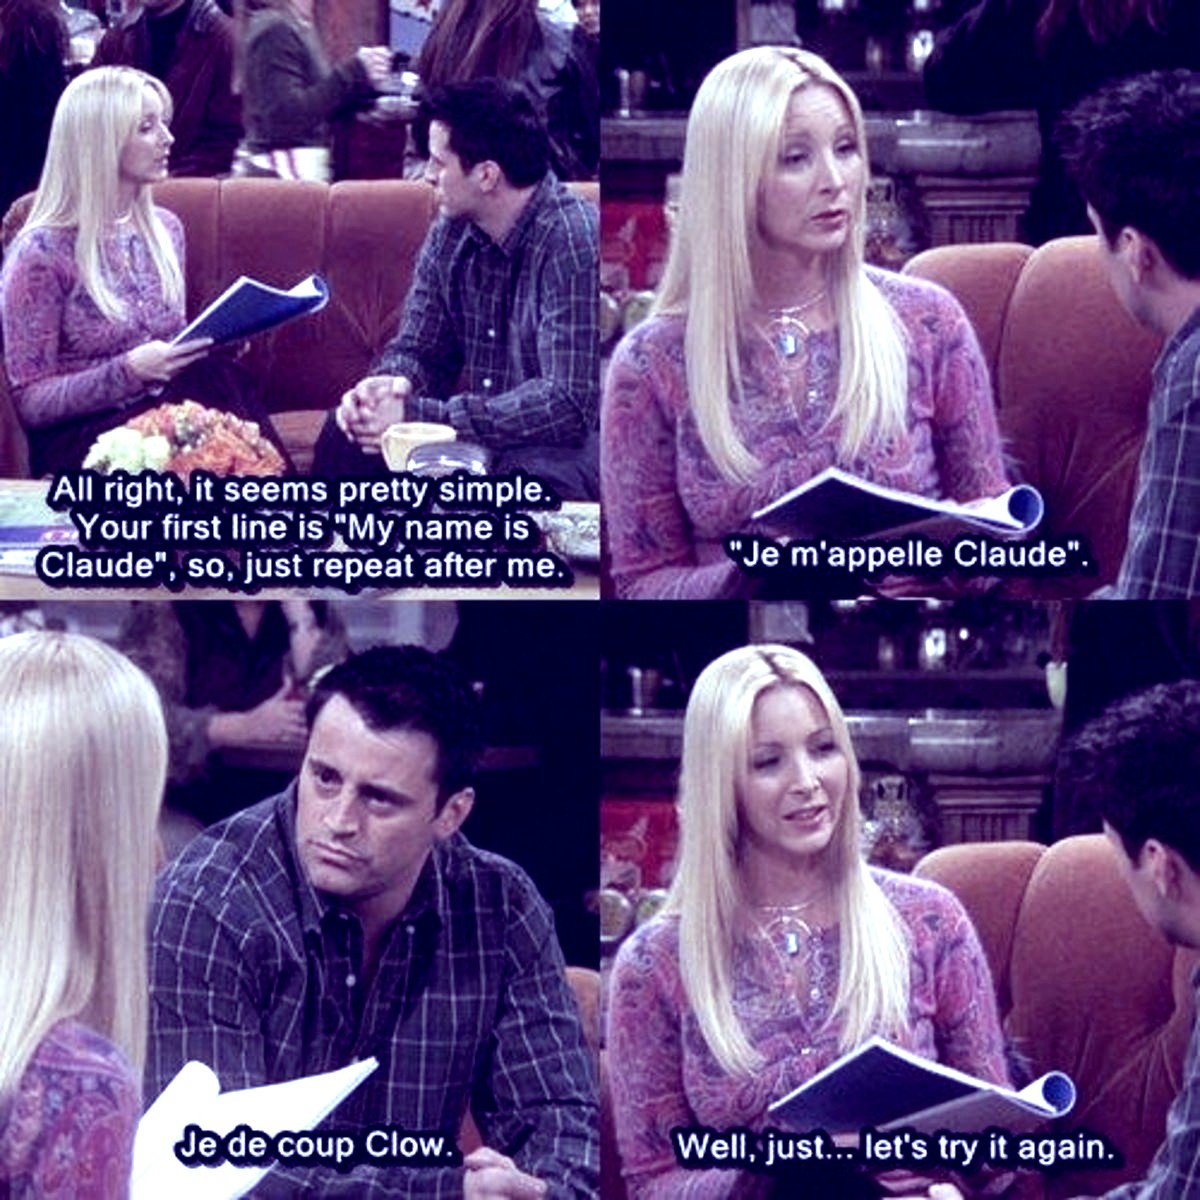 All right, it seems pretty simple.
Your first line is "My name is
Claude", so, just repeat after me.
"Je m'appelle Claude".
Je de coup Clow.
Well, just... let's try it again.